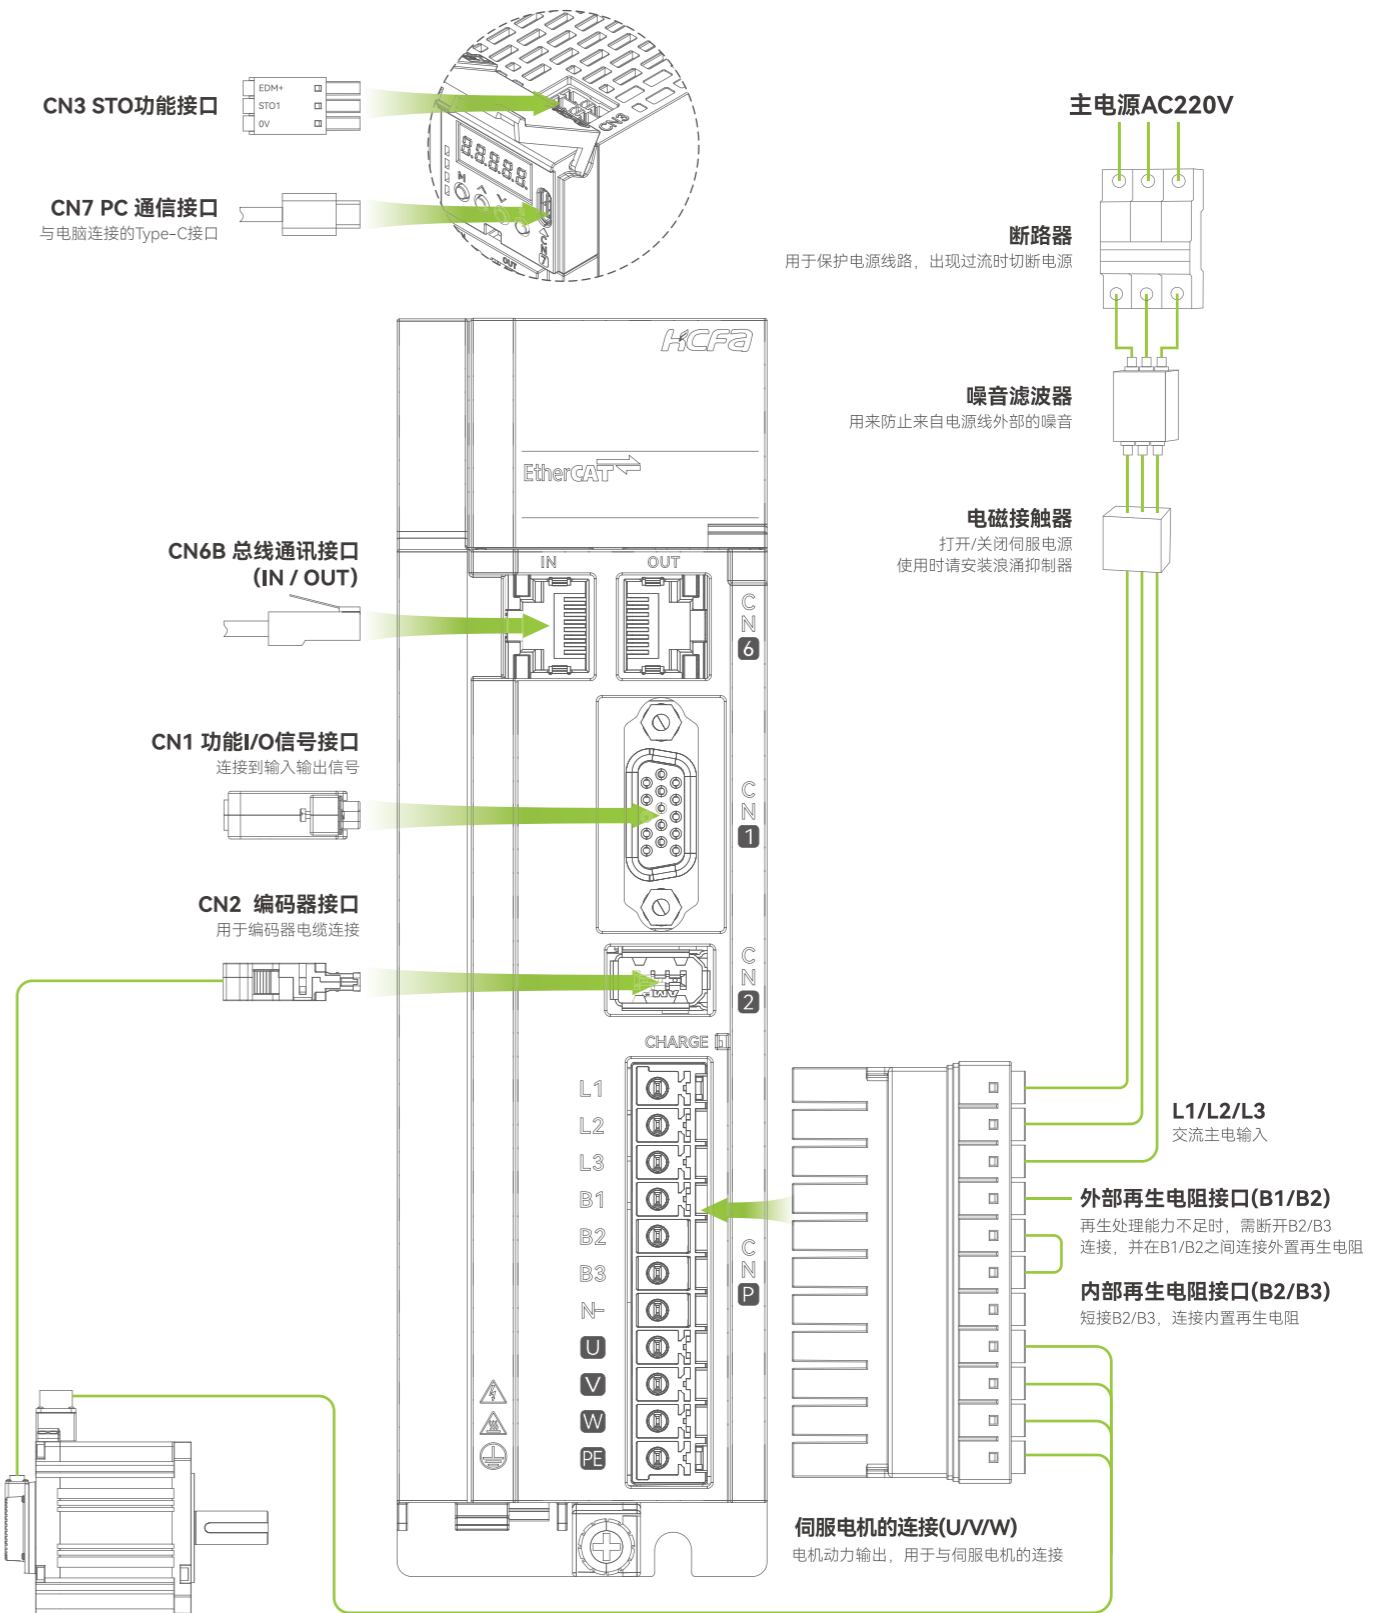 CN3 STO功能接口
EDM+
STO1
0V
CN3
CN7 PC 通信接口
与电脑连接的Type-C接口
8.8.8.8.8.
M
CN7
OUT
主电源AC220V
断路器
用于保护电源线路，出现过流时切断电源
噪音滤波器
用来防止来自电源线外部的噪音
电磁接触器
打开/关闭伺服电源
使用时请安装浪涌抑制器
HCFA
EtherCAT
CN6B 总线通讯接口
(IN / OUT)
IN
OUT
CN6
CN1 功能I/O信号接口
连接到输入输出信号
CN1
CN2 编码器接口
用于编码器电缆连接
CN2
CHARGE
L1
L2
L3
B1
B2
B3
N-
U
V
W
PE
CNP
L1/L2/L3
交流主电输入
外部再生电阻接口(B1/B2)
再生处理能力不足时，需断开B2/B3
连接，并在B1/B2之间连接外置再生电阻
内部再生电阻接口(B2/B3)
短接B2/B3，连接内置再生电阻
伺服电机的连接(U/V/W)
电机动力输出，用于与伺服电机的连接